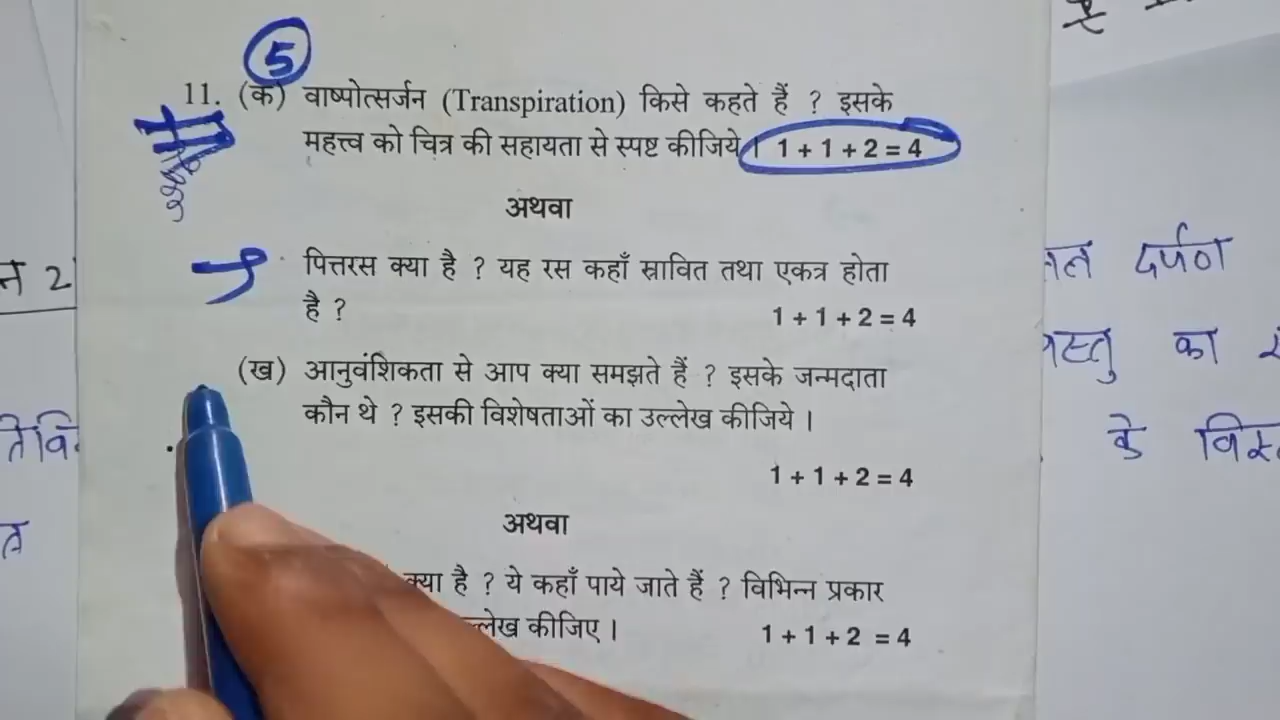 5
11. (क) वाष्पोत्सर्जन (Transpiration) किसे कहते हैं ? इसके
महत्त्व को चित्र की सहायता से स्पष्ट कीजिये । 1 + 1 + 2 = 4
अथवा
पित्तरस क्या है ? यह रस कहाँ स्रावित तथा एकत्र होता
है ? 1 + 1 + 2 = 4
(ख) आनुवंशिकता से आप क्या समझते हैं ? इसके जन्मदाता
कौन थे ? इसकी विशेषताओं का उल्लेख कीजिये ।
1 + 1 + 2 = 4
अथवा
क्या है ? ये कहाँ पाये जाते हैं ? विभिन्न प्रकार
कीजिए । 1 + 1 + 2 = 4
2
दर्पण
का
के